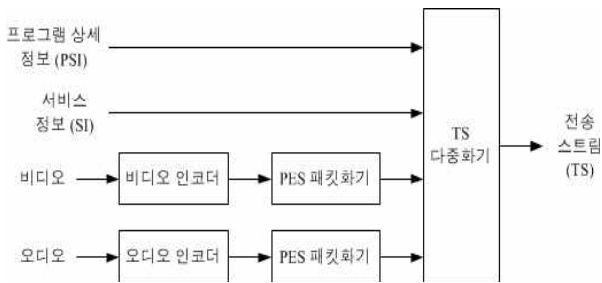 프로그램 상세
정보 (PSI)
서비스
정보 (SI)
비디오
비디오 인코더
PES 패킷화기
오디오
오디오 인코더
PES 패킷화기
TS
다중화기
전송
스트림
(TS)